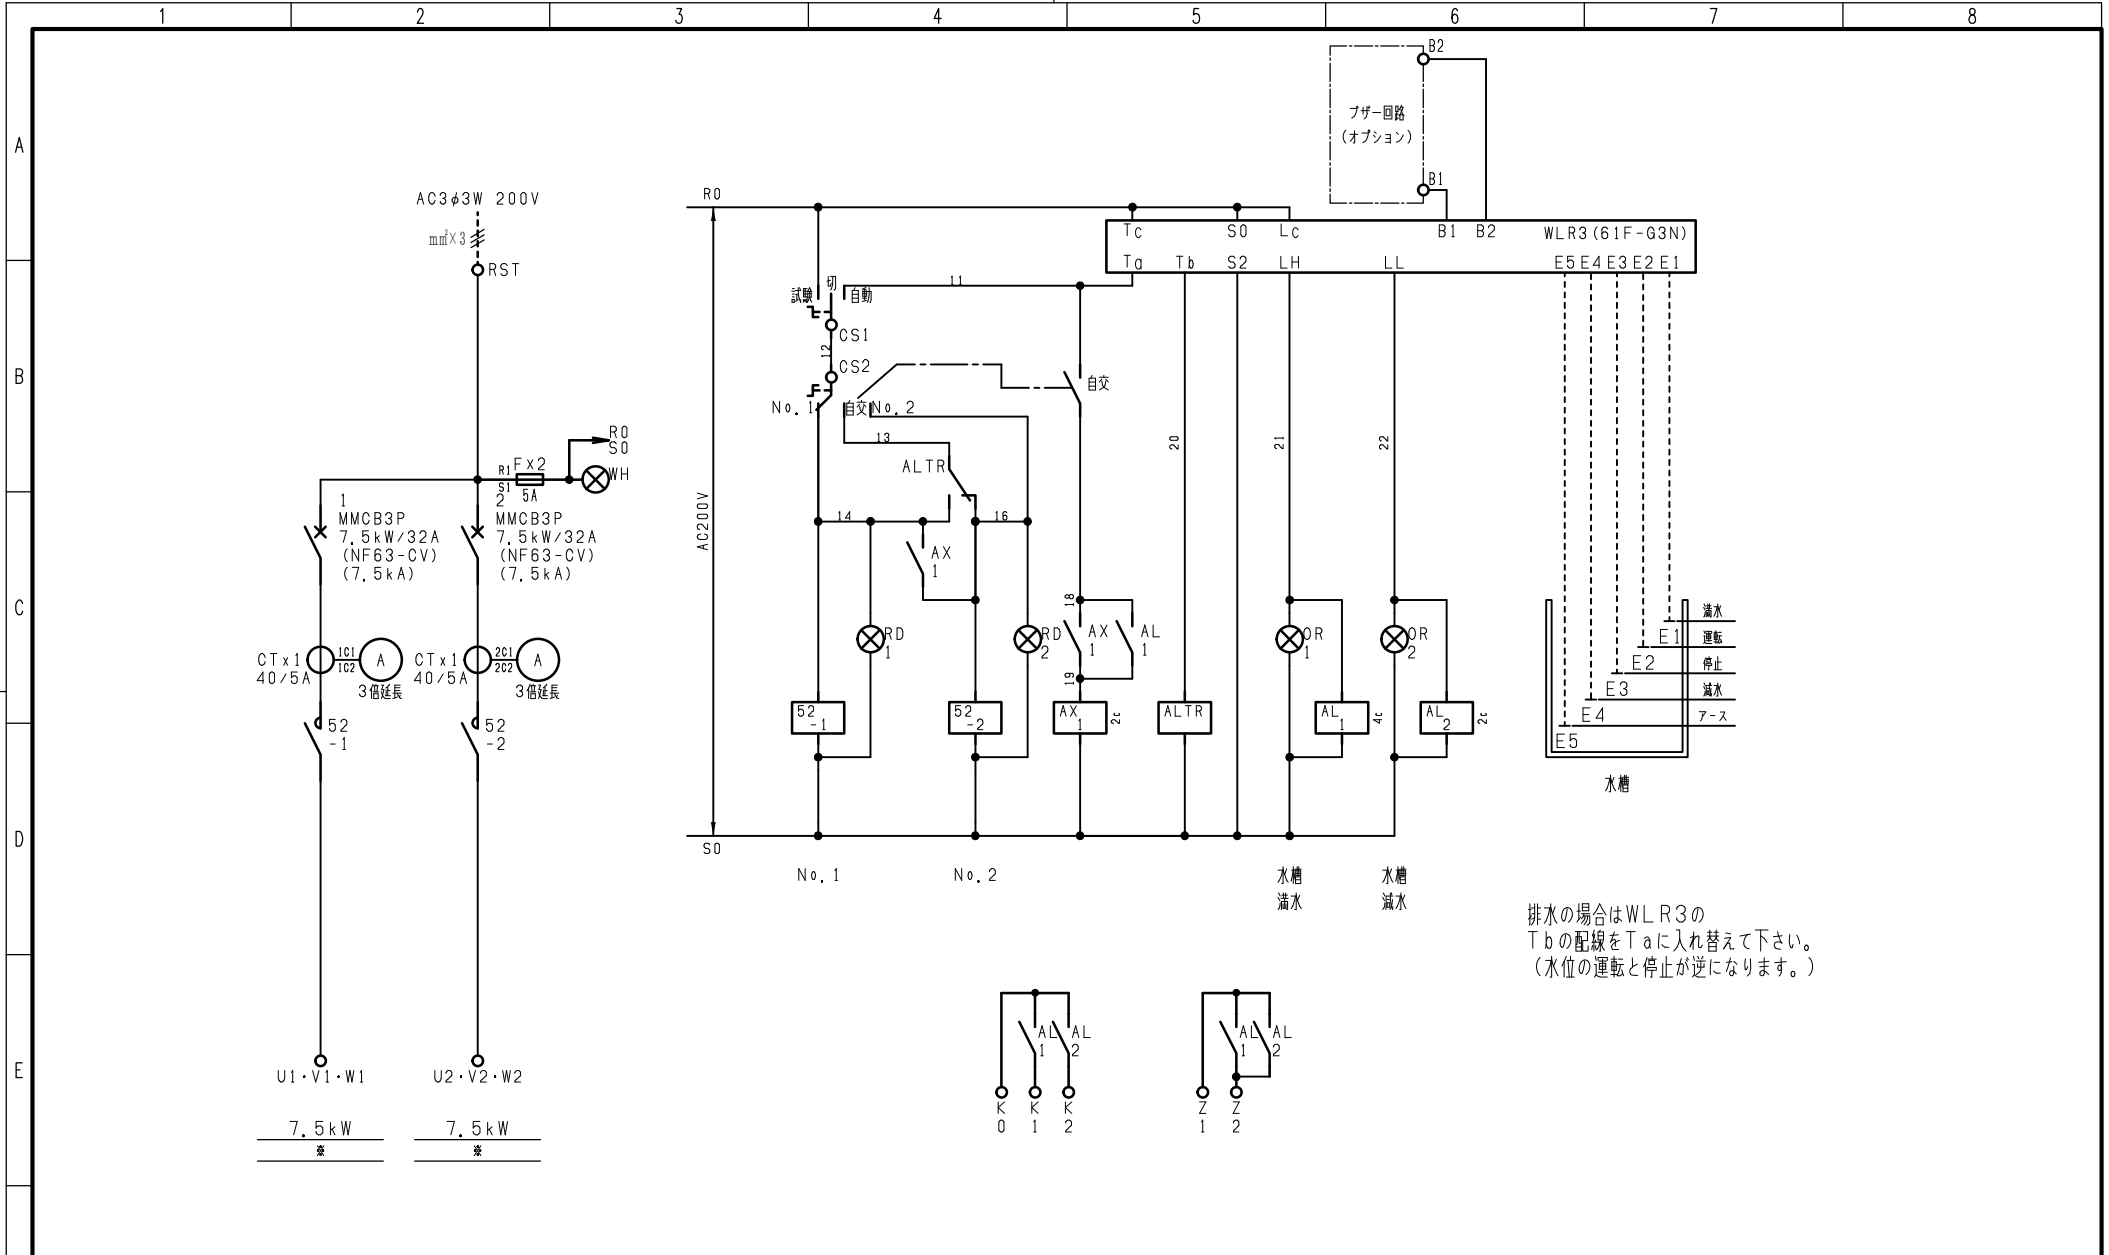 1 2 3 4 5 6 7 8
A
B
C
D
E
AC3φ3W 200V
mm²×3
RST
R0
S0
WH
R1
S1
F×2
5A
1
MMCB3P
7.5kW/32A
(NF63-CV)
(7.5kA)
2
MMCB3P
7.5kW/32A
(NF63-CV)
(7.5kA)
CT×1
40/5A
1C1
1C2
A
3倍延長
CT×1
40/5A
2C1
2C2
A
3倍延長
52
-1
52
-2
U1・V1・W1
U2・V2・W2
7.5kW
※
7.5kW
※
R0
AC200V
S0
試験
切
自動
11
CS1
12
CS2
No.1
自交
No.2
自交
13
ALTR
14
16
AX
1
RD
1
RD
2
18
AX
1
AL
1
19
52
-1
52
-2
AX
1
2c
ALTR
20
21
22
OR
1
OR
2
AL
1
4c
AL
2
2c
No.1
No.2
水槽
満水
水槽
減水
ブザー回路
(オプション)
B2
B1
Tc S0 Lc B1 B2 WLR3(61F-G3N)
Ta Tb S2 LH LL E5 E4 E3 E2 E1
満水
E1
運転
E2
停止
E3
減水
E4
アース
E5
水槽
排水の場合はWLR3の
Tbの配線をTaに入れ替えて下さい。
(水位の運転と停止が逆になります。)
AL
1
AL
2
K
0
K
1
K
2
AL
1
AL
2
Z
1
Z
2